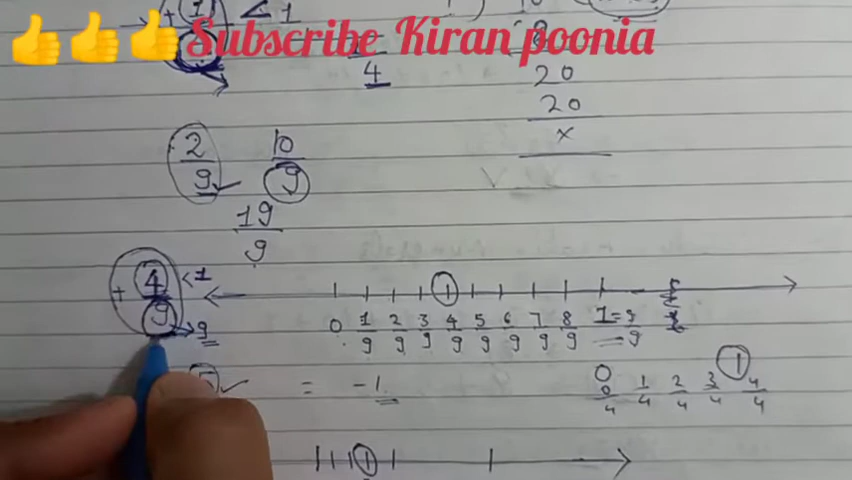 + 7 < 1
👍👍👍Subscribe Kiran poonia
4
20
20
x
2/9 10/9
19/9
+ 4/9 < 1
9
0 1/9 2/9 3/9 4/9 5/9 6/9 7/9 8/9 1=9/9
= -1
0
0/4 1/4 2/4 3/4 4/4